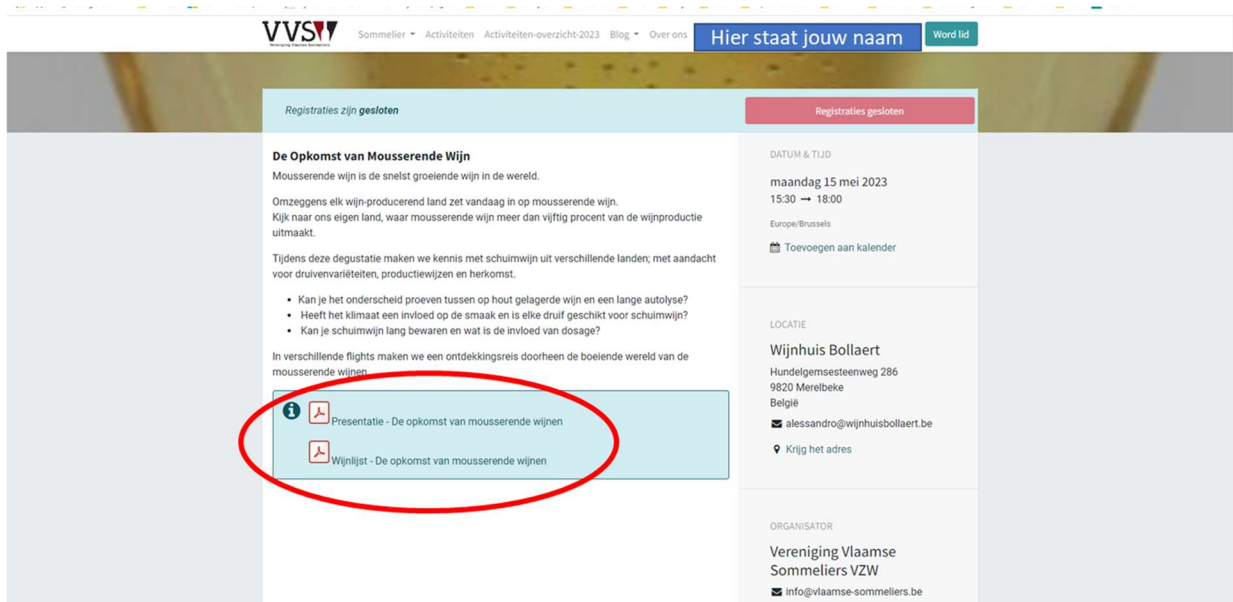 VVSW
Vereniging Vlaamse Sommeliers
Sommelier Activiteiten Activiteiten-overzicht-2023 Blog Over ons
Hier staat jouw naam
Word lid
Registraties zijn gesloten
Registraties gesloten
De Opkomst van Mousserende Wijn
Mousserende wijn is de snelst groeiende wijn in de wereld.
Omzeggens elk wijn-producerend land zet vandaag in op mousserende wijn.
Kijk naar ons eigen land, waar mousserende wijn meer dan vijftig procent van de wijnproductie
uitmaakt.
Tijdens deze degustatie maken we kennis met schuimwijn uit verschillende landen; met aandacht
voor druivenvariëteiten, productiewijzen en herkomst.
• Kan je het onderscheid proeven tussen op hout gelagerde wijn en een lange autolyse?
• Heeft het klimaat een invloed op de smaak en is elke druif geschikt voor schuimwijn?
• Kan je schuimwijn lang bewaren en wat is de invloed van dosage?
In verschillende flights maken we een ontdekkingsreis doorheen de boeiende wereld van de
mousserende wijnen
Presentatie - De opkomst van mousserende wijnen
Wijnlijst - De opkomst van mousserende wijnen
DATUM & TIJD
maandag 15 mei 2023
15:30 → 18:00
Europe/Brussels
Toevoegen aan kalender
LOCATIE
Wijnhuis Bollaert
Hundelgemsesteenweg 286
9820 Merelbeke
België
alessandro@wijnhuisbollaert.be
Krijg het adres
ORGANISATOR
Vereniging Vlaamse
Sommeliers VZW
info@vlaamse-sommeliers.be